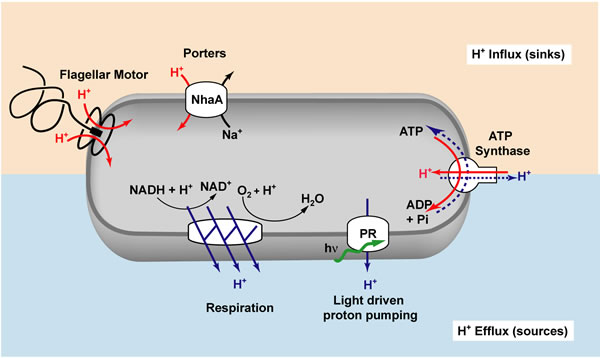 Porters
H⁺ Influx (sinks)
Flagellar Motor
H⁺
H⁺
NhaA
H⁺
Na⁺
ATP
ATP
Synthase
H⁺
H⁺
NADH + H⁺
NAD⁺
O₂ + H⁺
H₂O
ADP
+ Pi
PR
hν
H⁺
H⁺
Respiration
Light driven
proton pumping
H⁺ Efflux (sources)